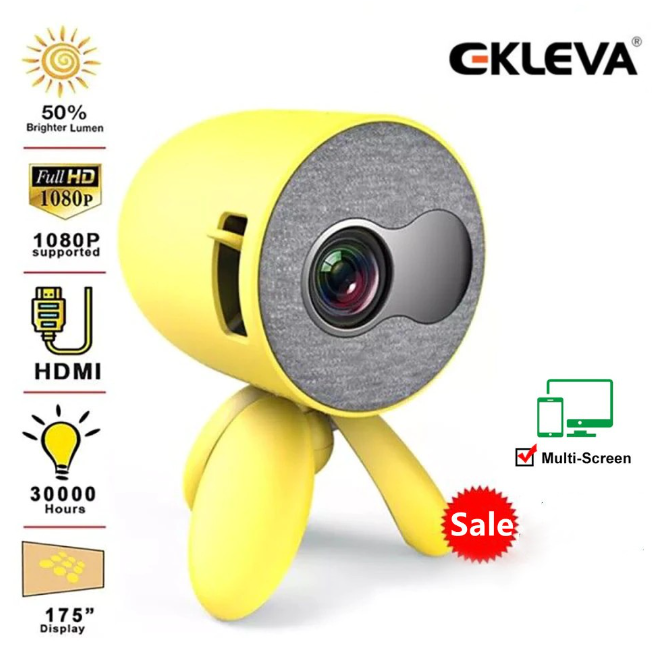 EKLEVA®
50%
Brighter Lumen
Full HD
1080P
1080P
supported
HDMI
30000
Hours
175”
Display
Multi-Screen
Sale